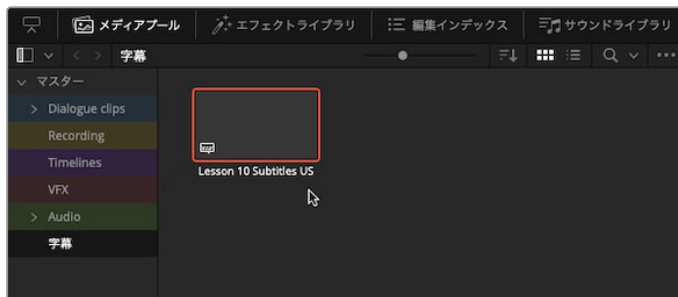 メディアプール エフェクトライブラリ 編集インデックス サウンドライブラリ
字幕
マスター
Dialogue clips
Recording
Timelines
VFX
Audio
字幕
Lesson 10 Subtitles US